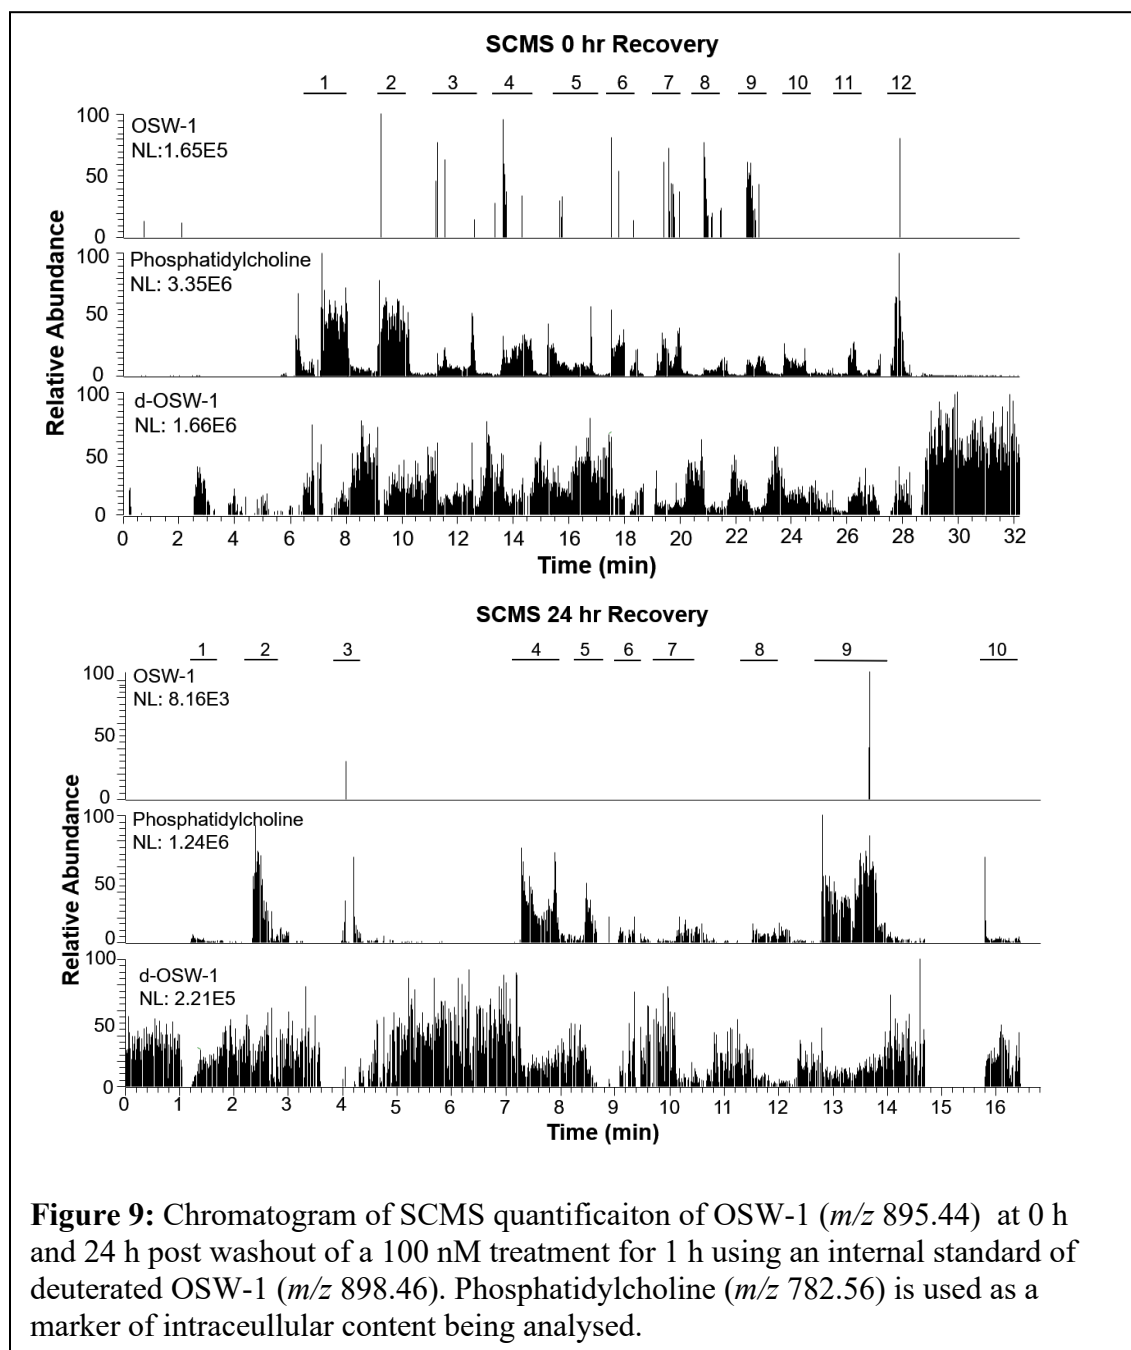 SCMS 0 hr Recovery
1 2 3 4 5 6 7 8 9 10 11 12
Relative Abundance
100
50
0
OSW-1
NL:1.65E5
100
50
0
Phosphatidylcholine
NL: 3.35E6
100
50
0
d-OSW-1
NL: 1.66E6
0 2 4 6 8 10 12 14 16 18 20 22 24 26 28 30 32
Time (min)
SCMS 24 hr Recovery
1 2 3 4 5 6 7 8 9 10
Relative Abundance
100
50
0
OSW-1
NL: 8.16E3
100
50
0
Phosphatidylcholine
NL: 1.24E6
100
50
0
d-OSW-1
NL: 2.21E5
0 1 2 3 4 5 6 7 8 9 10 11 12 13 14 15 16
Time (min)
Figure 9: Chromatogram of SCMS quantificaiton of OSW-1 (m/z 895.44) at 0 h
and 24 h post washout of a 100 nM treatment for 1 h using an internal standard of
deuterated OSW-1 (m/z 898.46). Phosphatidylcholine (m/z 782.56) is used as a
marker of intraceullular content being analysed.